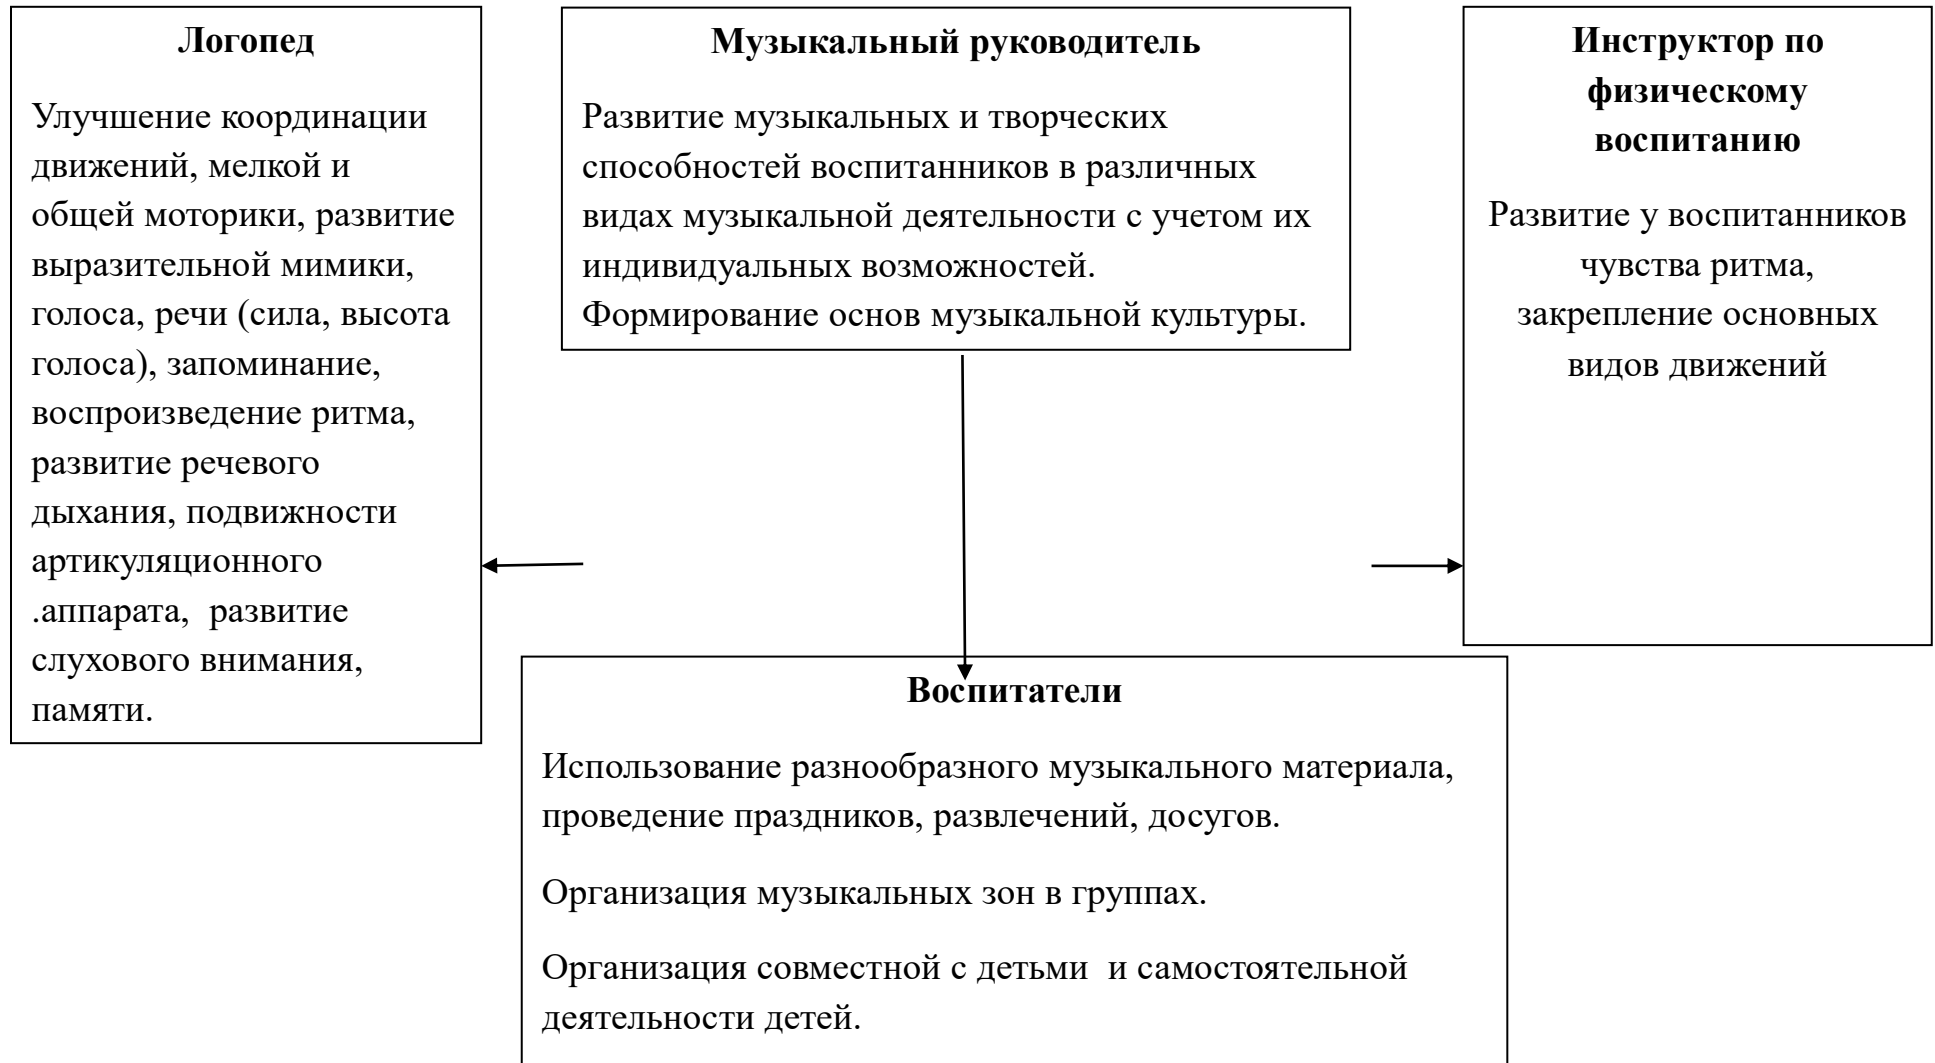 Логопед
Улучшение координации
движений, мелкой и
общей моторики, развитие
выразительной мимики,
голоса, речи (сила, высота
голоса), запоминание,
воспроизведение ритма,
развитие речевого
дыхания, подвижности
артикуляционного
.аппарата,  развитие
слухового внимания,
памяти.
Музыкальный руководитель
Развитие музыкальных и творческих
способностей воспитанников в различных
видах музыкальной деятельности с учетом их
индивидуальных возможностей.
Формирование основ музыкальной культуры.
Инструктор по
физическому
воспитанию
Развитие у воспитанников
чувства ритма,
закрепление основных
видов движений
Воспитатели
Использование разнообразного музыкального материала,
проведение праздников, развлечений, досугов.
Организация музыкальных зон в группах.
Организация совместной с детьми  и самостоятельной
деятельности детей.